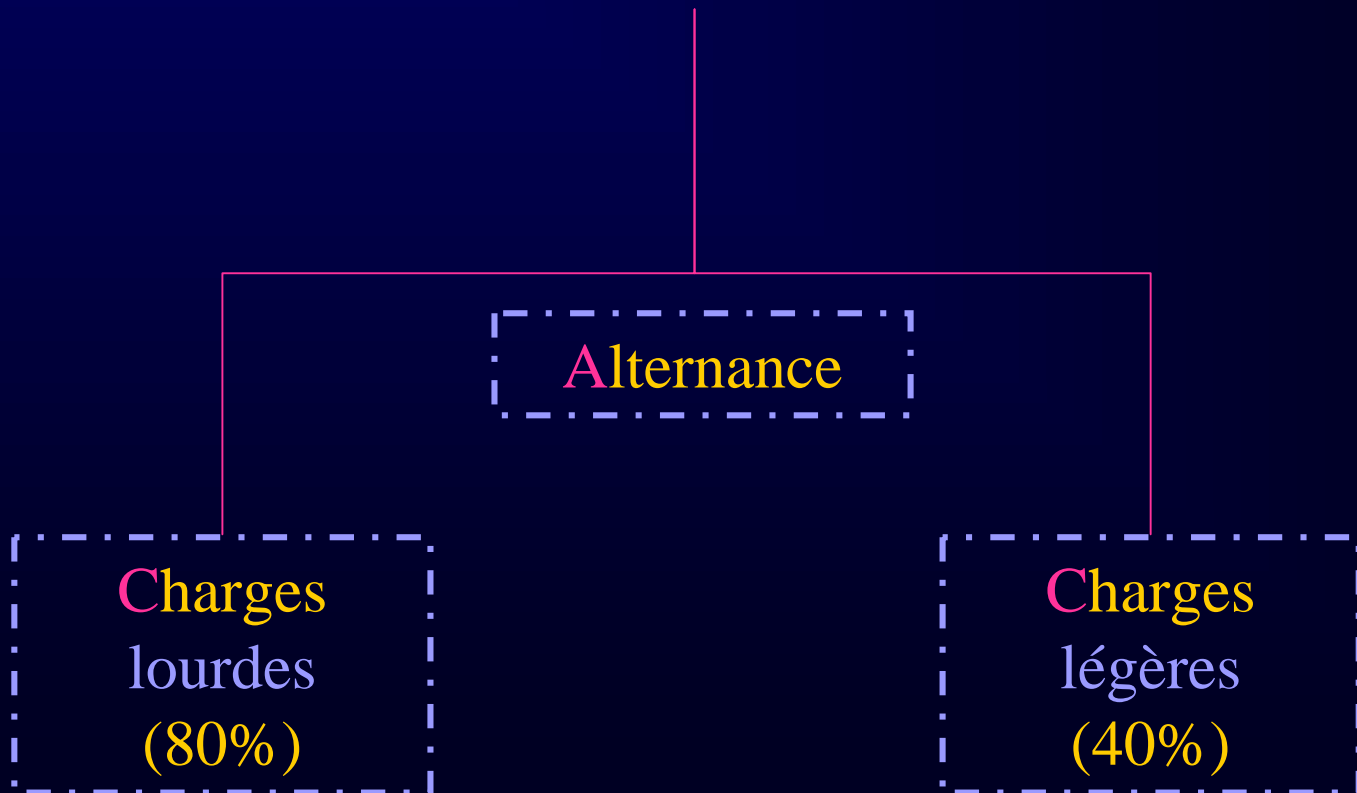 Alternance
Charges
lourdes
(80%)
Charges
légères
(40%)